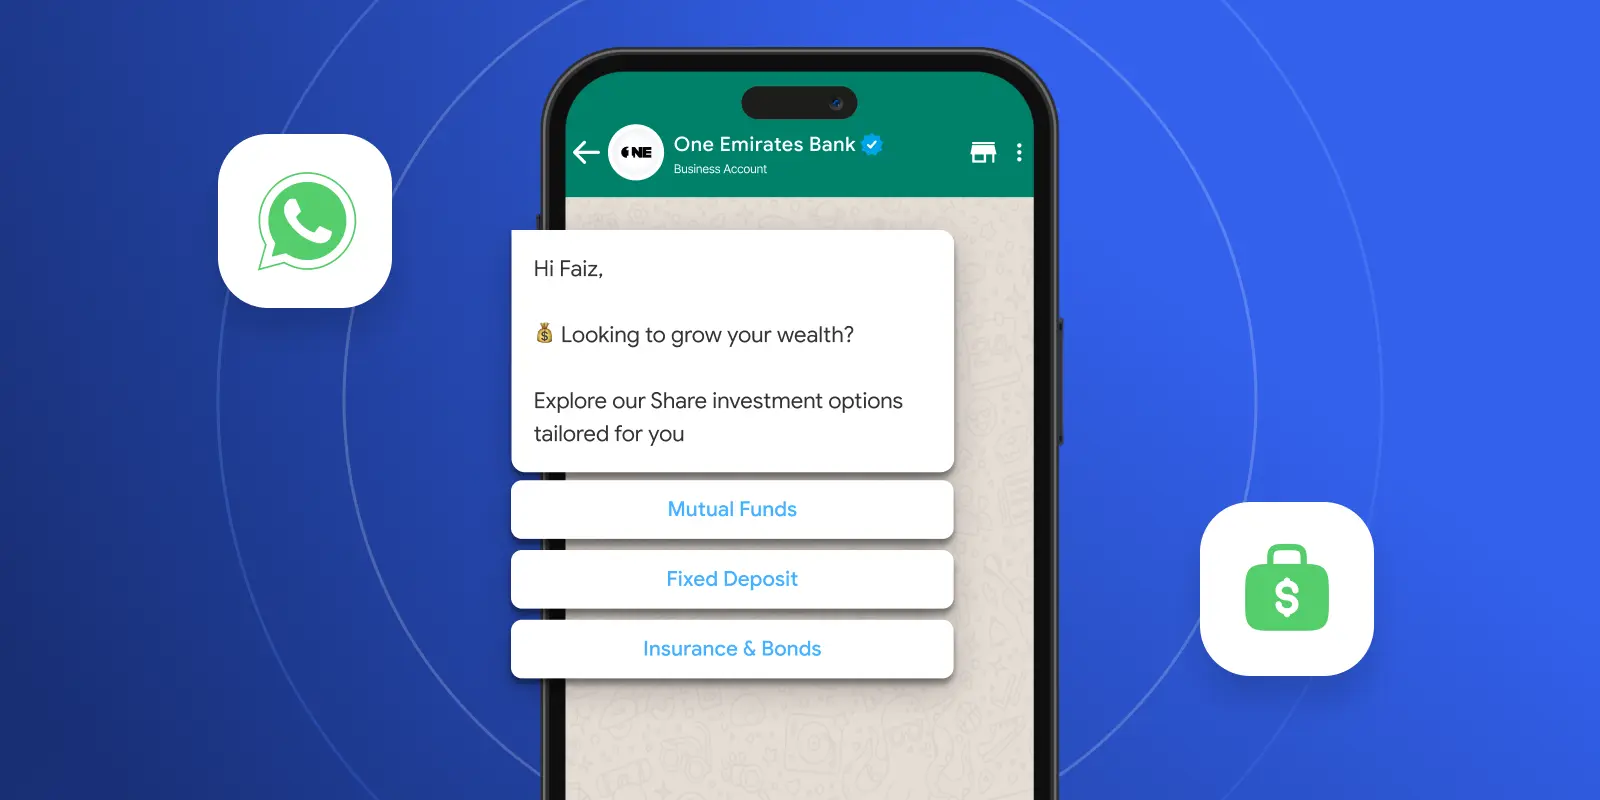 One Emirates Bank
Business Account
ONE
Hi Faiz,
💰 Looking to grow your wealth?
Explore our Share investment options
tailored for you
Mutual Funds
Fixed Deposit
Insurance & Bonds
$